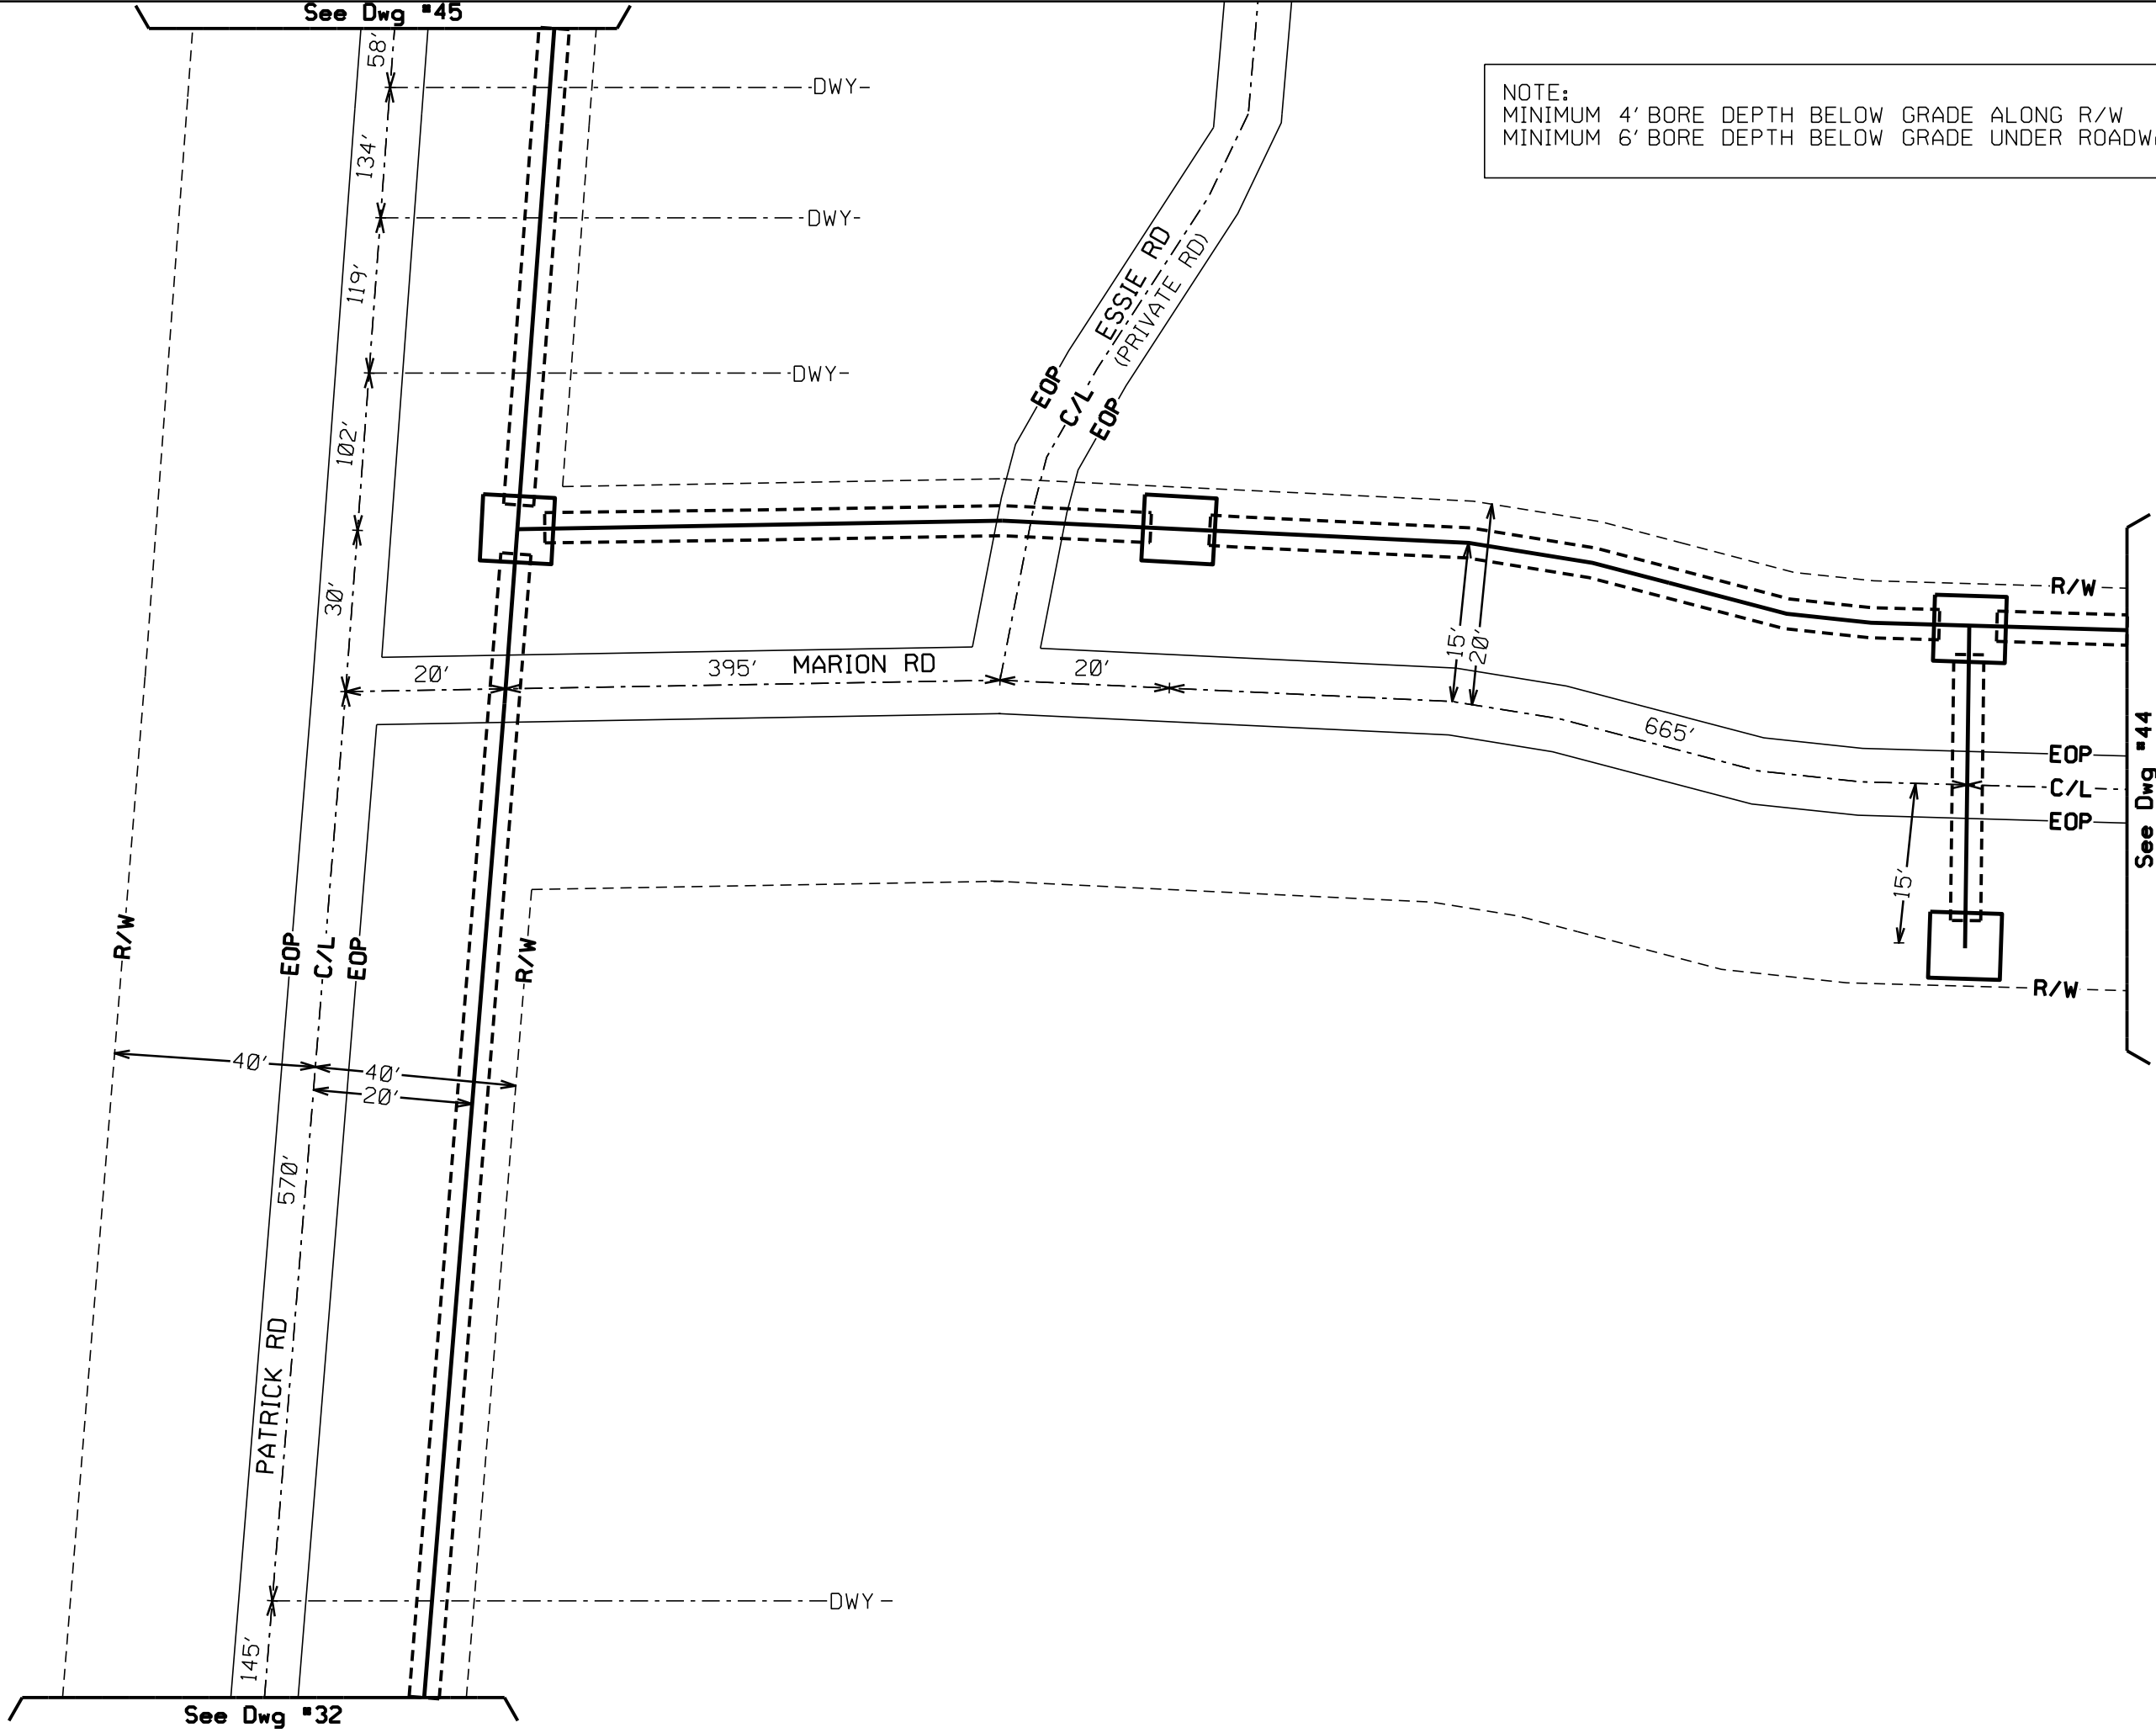 See Dwg #45
58'
DWY
NOTE:
MINIMUM 4' BORE DEPTH BELOW GRADE ALONG R/W
MINIMUM 6' BORE DEPTH BELOW GRADE UNDER
134'
DWY
119'
ESSIE RD
(PRIVATE RD)
DWY
EOP
C/L
EOP
102'
30'
R/W
15'
20'
20'
395'
MARION RD
20'
665'
EOP
C/L
EOP
See Dwg #44
15'
R/W
EOP
C/L
EOP
R/W
R/W
40'
40'
20'
570'
PATRICK RD
DWY
145'
See Dwg #32